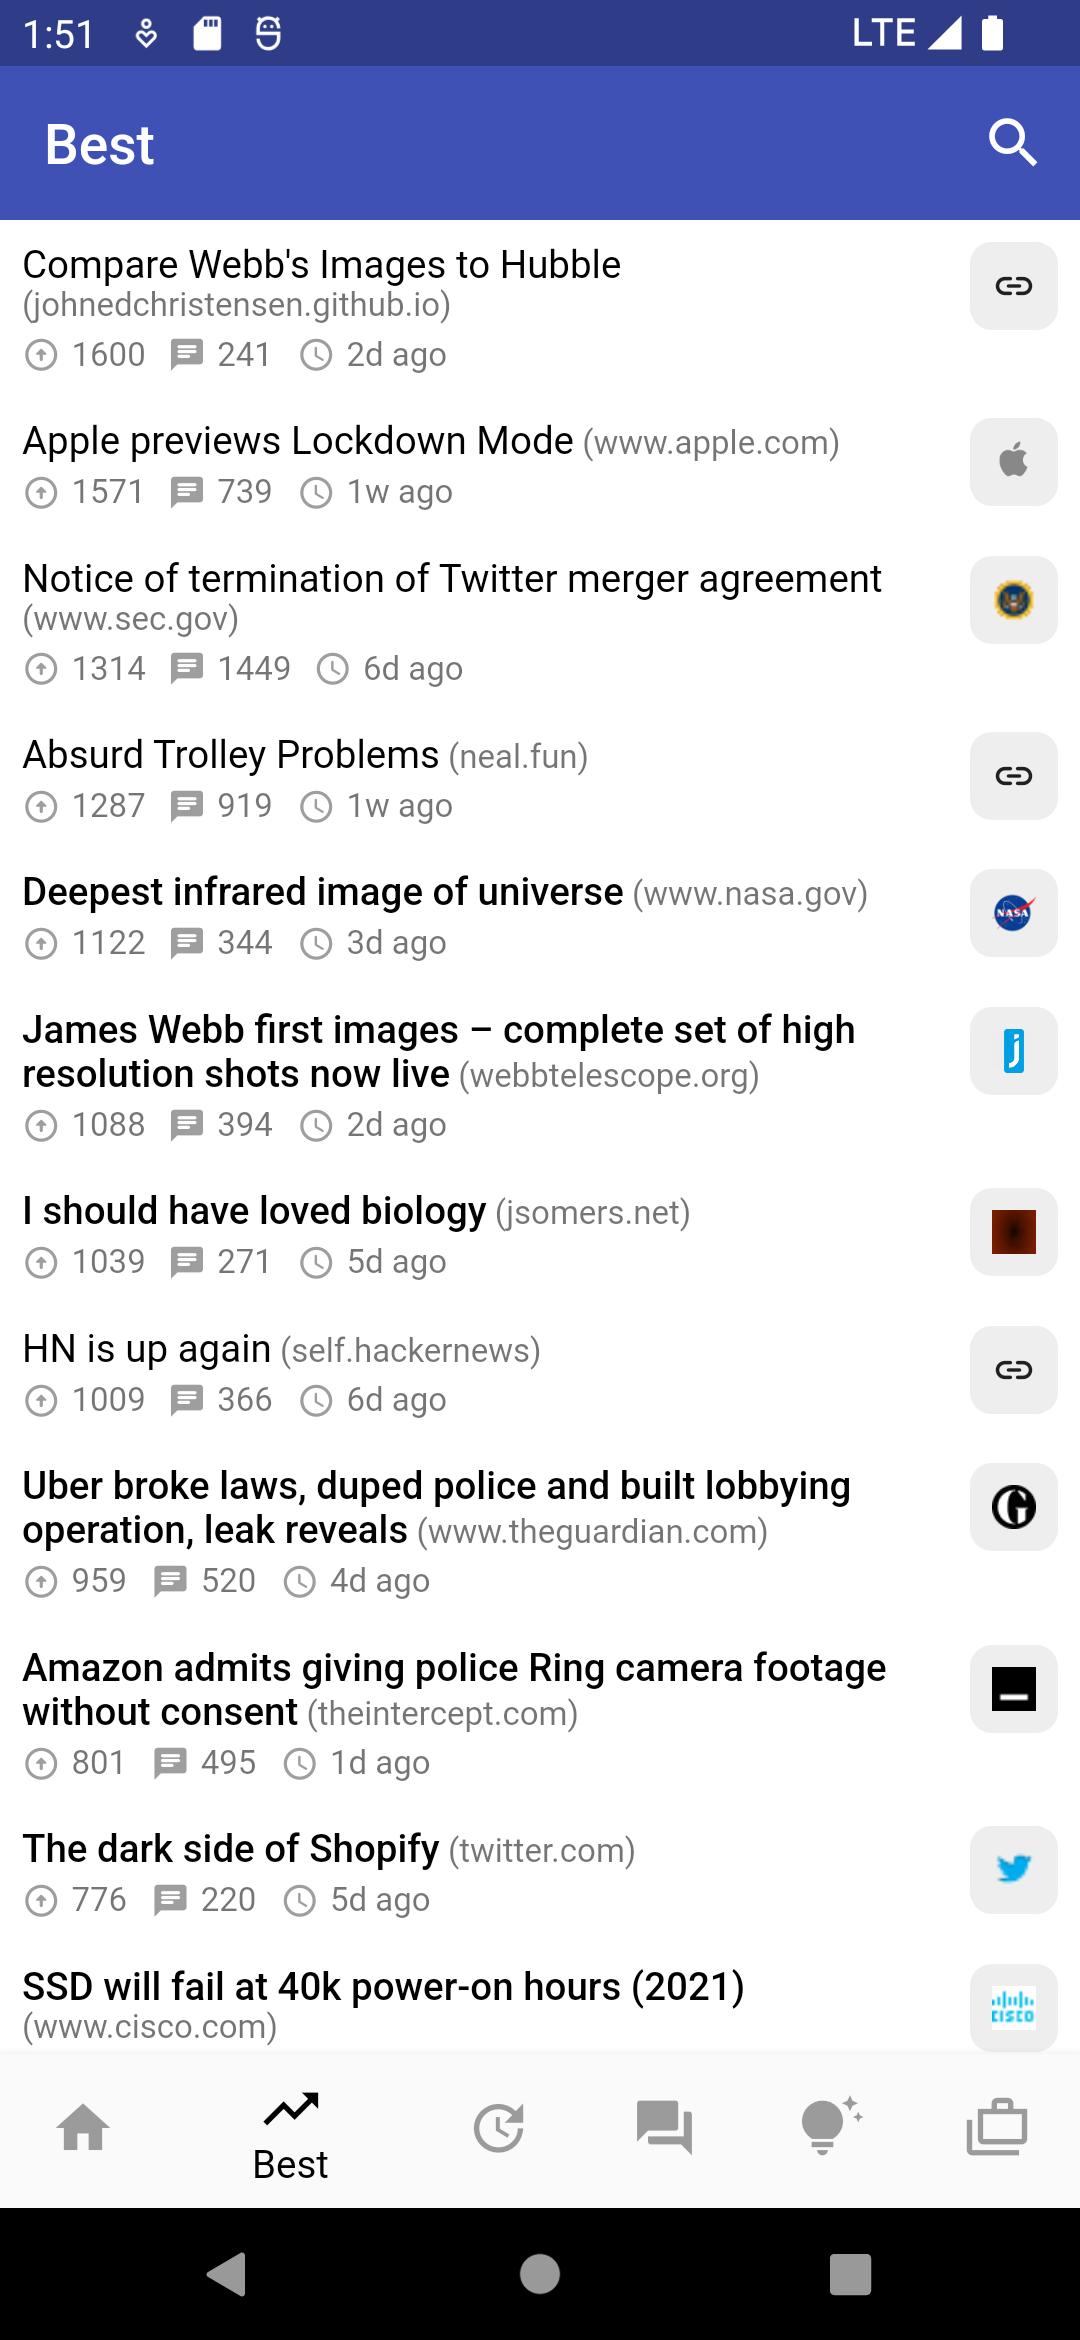 1:51
LTE
Best
Compare Webb's Images to Hubble
(johnedchristensen.github.io)
1600 241 2d ago
Apple previews Lockdown Mode (www.apple.com)
1571 739 1w ago
Notice of termination of Twitter merger agreement
(www.sec.gov)
1314 1449 6d ago
Absurd Trolley Problems (neal.fun)
1287 919 1w ago
Deepest infrared image of universe (www.nasa.gov)
NASA
1122 344 3d ago
James Webb first images – complete set of high
resolution shots now live (webbtelescope.org)
j
1088 394 2d ago
I should have loved biology (jsomers.net)
1039 271 5d ago
HN is up again (self.hackernews)
1009 366 6d ago
Uber broke laws, duped police and built lobbying
operation, leak reveals (www.theguardian.com)
G
959 520 4d ago
Amazon admits giving police Ring camera footage
without consent (theintercept.com)
801 495 1d ago
The dark side of Shopify (twitter.com)
776 220 5d ago
SSD will fail at 40k power-on hours (2021)
(www.cisco.com)
CISCO
Best